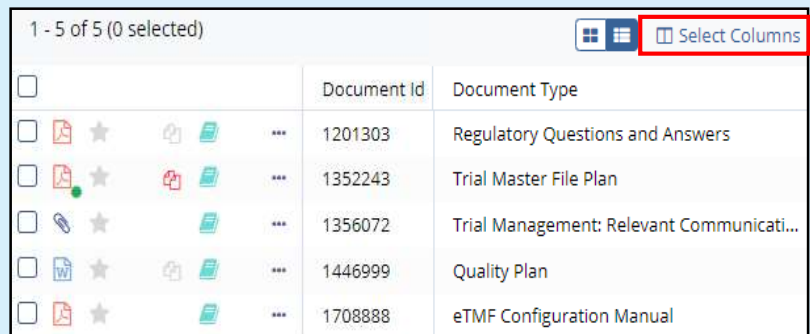 1 - 5 of 5 (0 selected)
Select Columns
Document Id Document Type
1201303 Regulatory Questions and Answers
1352243 Trial Master File Plan
1356072 Trial Management: Relevant Communicati...
W 1446999 Quality Plan
1708888 eTMF Configuration Manual